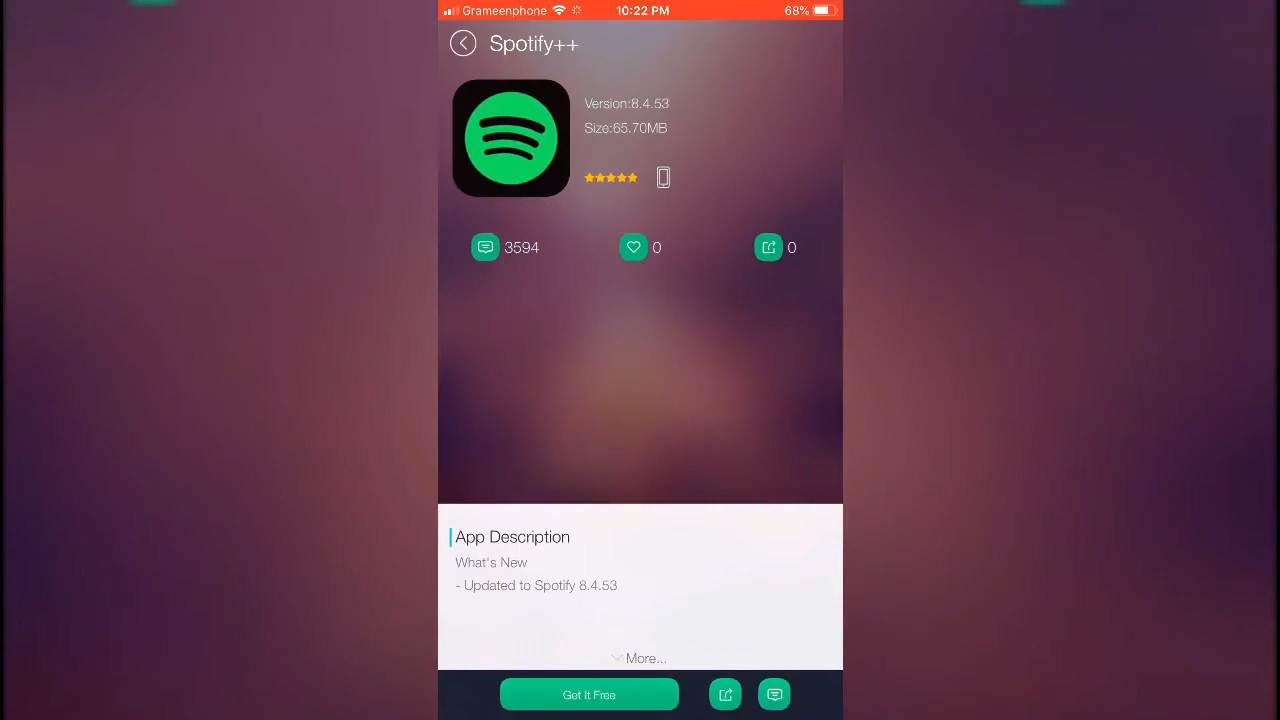 Grameenphone 10:22 PM 68%
Spotify++
Version:8.4.53
Size:65.70MB
3594 0 0
App Description
What's New
- Updated to Spotify 8.4.53
More...
Get It Free